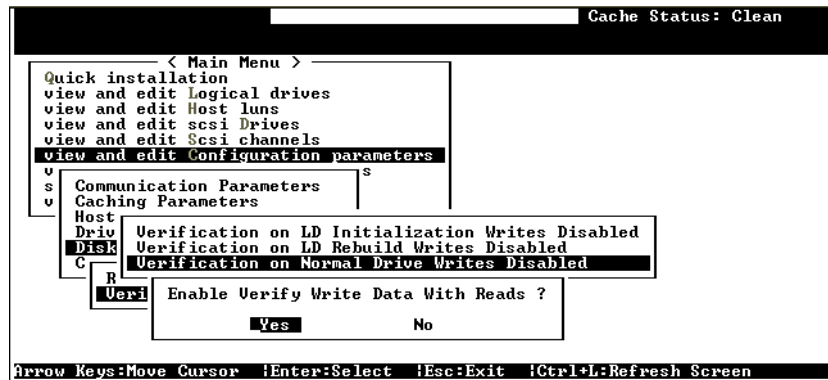 Cache Status: Clean
< Main Menu >
Quick installation
view and edit Logical drives
view and edit Host luns
view and edit scsi Drives
view and edit Scsi channels
view and edit Configuration parameters
v s
s Communication Parameters
v Caching Parameters
Host
Driv Verification on LD Initialization Writes Disabled
Disk Verification on LD Rebuild Writes Disabled
C Verification on Normal Drive Writes Disabled
R
Veri Enable Verify Write Data With Reads ?
Yes No
Arrow Keys:Move Cursor |Enter:Select |Esc:Exit |Ctrl+L:Refresh Screen